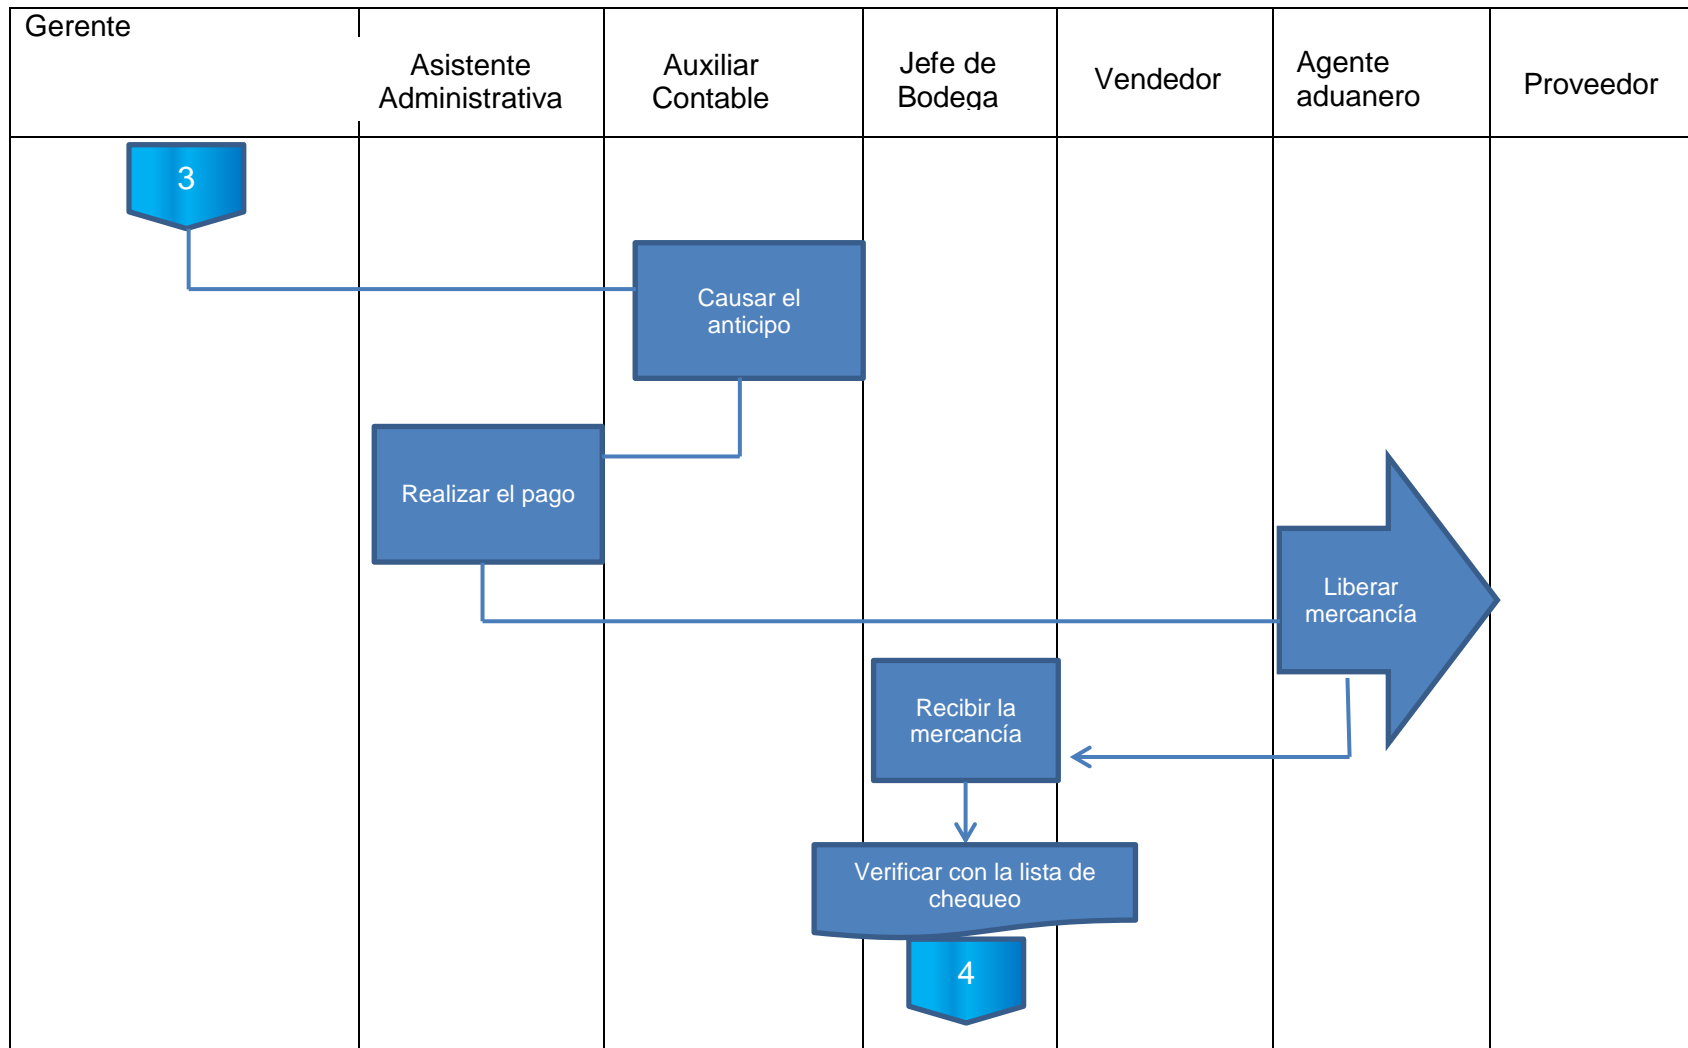 Gerente
Asistente
Administrativa
Auxiliar
Contable
Jefe de
Bodega
Vendedor
Agente
aduanero
Proveedor
3
Causar el
anticipo
Realizar el pago
Liberar
mercancía
Recibir la
mercancía
Verificar con la lista de
chequeo
4